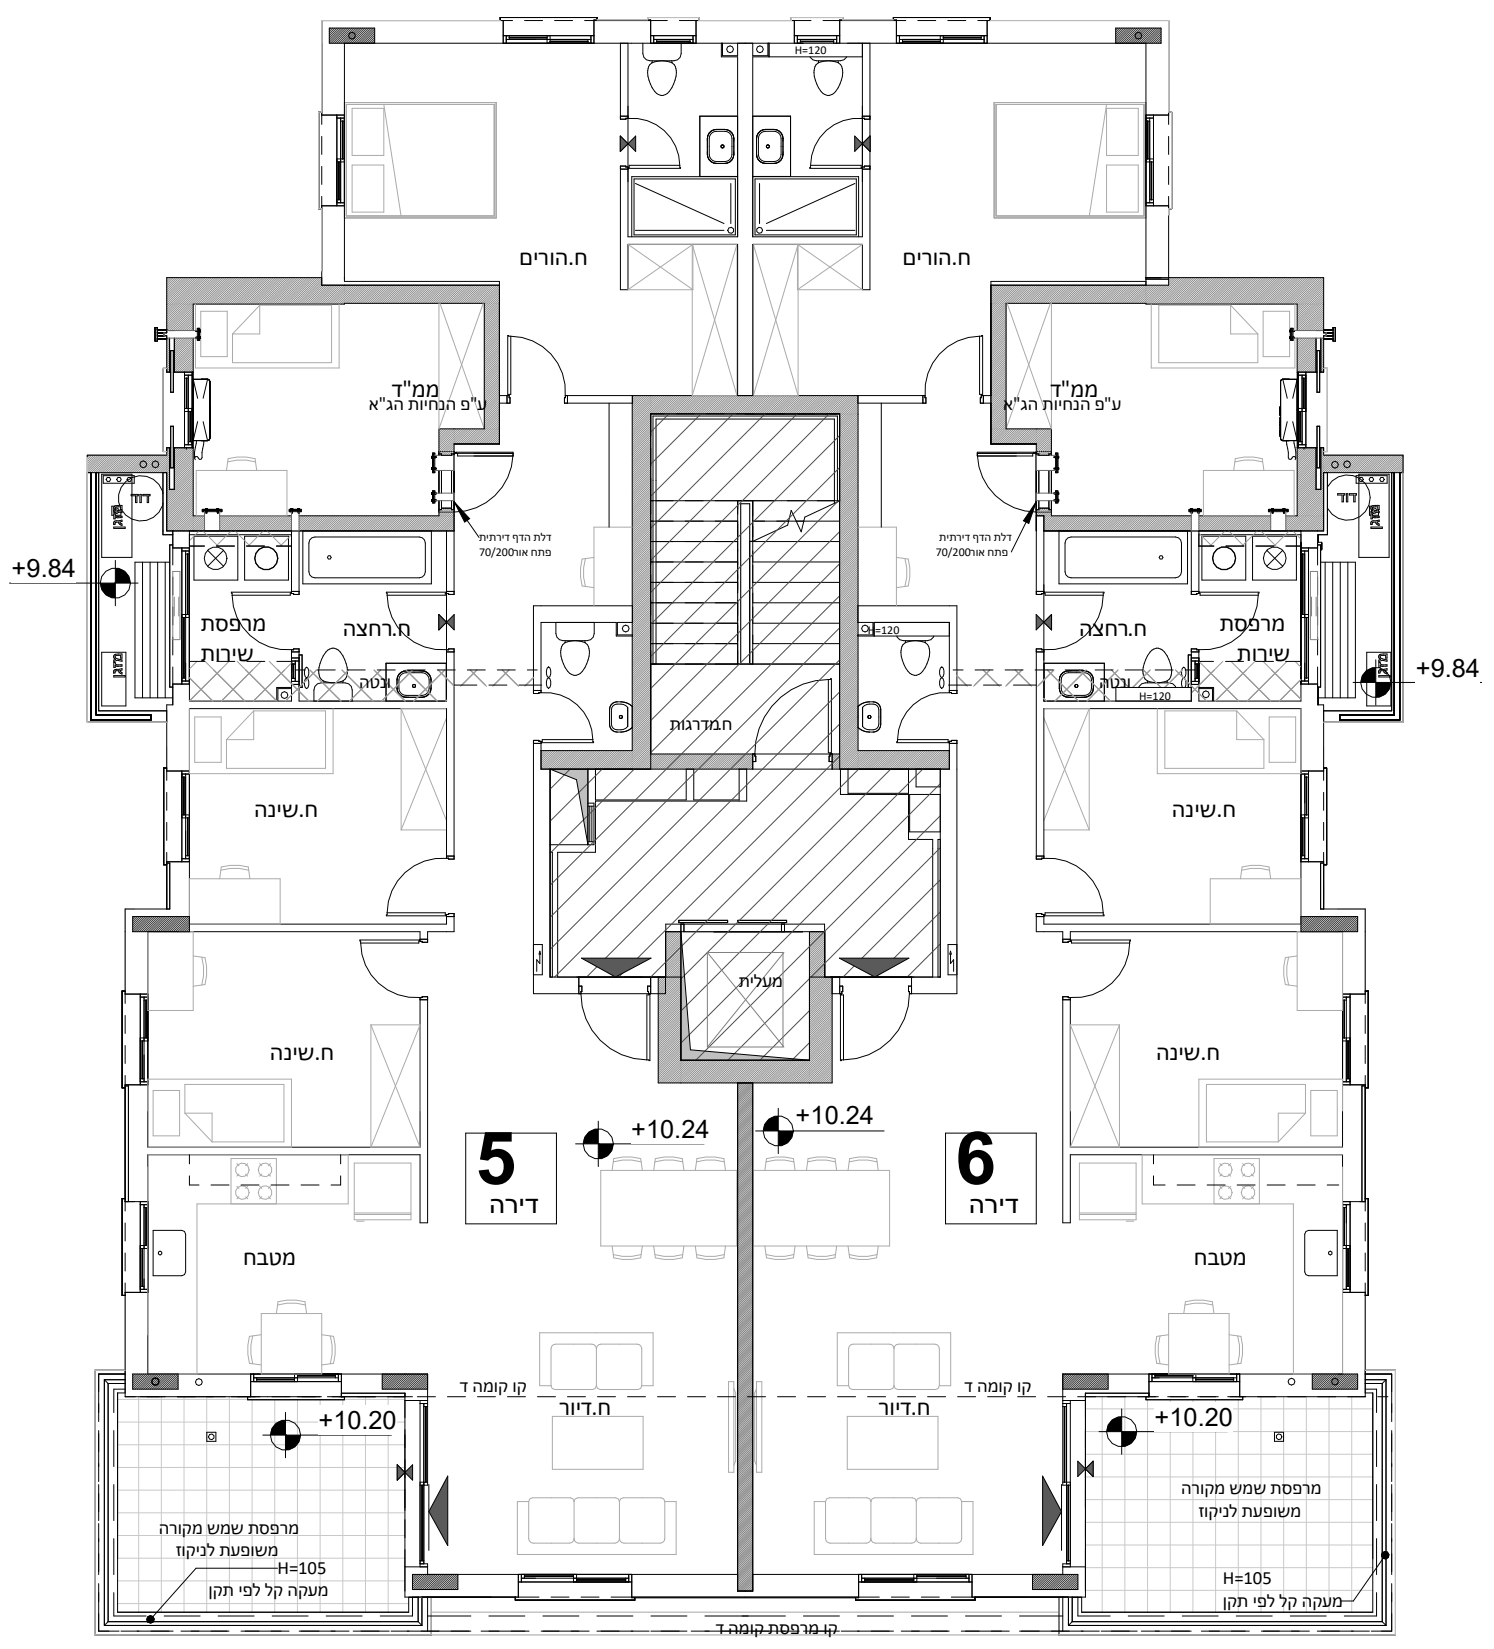 H=120
ח.הורים
ח.הורים
ממ"ד
ע"פ הנחיות הג"א
ממ"ד
ע"פ הנחיות הג"א
דוד
מזגן
דוד
מזגן
דלת הדף דירתית
פתח אור70/200
דלת הדף דירתית
פתח אור70/200
+9.84
מרפסת
שירות
ח.רחצה
H=120
ח.רחצה
מרפסת
שירות
מזגן
ונטה
ונטה
H=120
מזגן
+9.84
ח.מדרגות
ח.שינה
ח.שינה
מעלית
ח.שינה
ח.שינה
+10.24
+10.24
5
דירה
6
דירה
מטבח
מטבח
קו קומה ד
קו קומה ד
ח.דיור
ח.דיור
+10.20
+10.20
מרפסת שמש מקורה
משופעת לניקוז
H=105
מעקה קל לפי תקן
מרפסת שמש מקורה
משופעת לניקוז
H=105
מעקה קל לפי תקן
קו מרפסת קומה ד